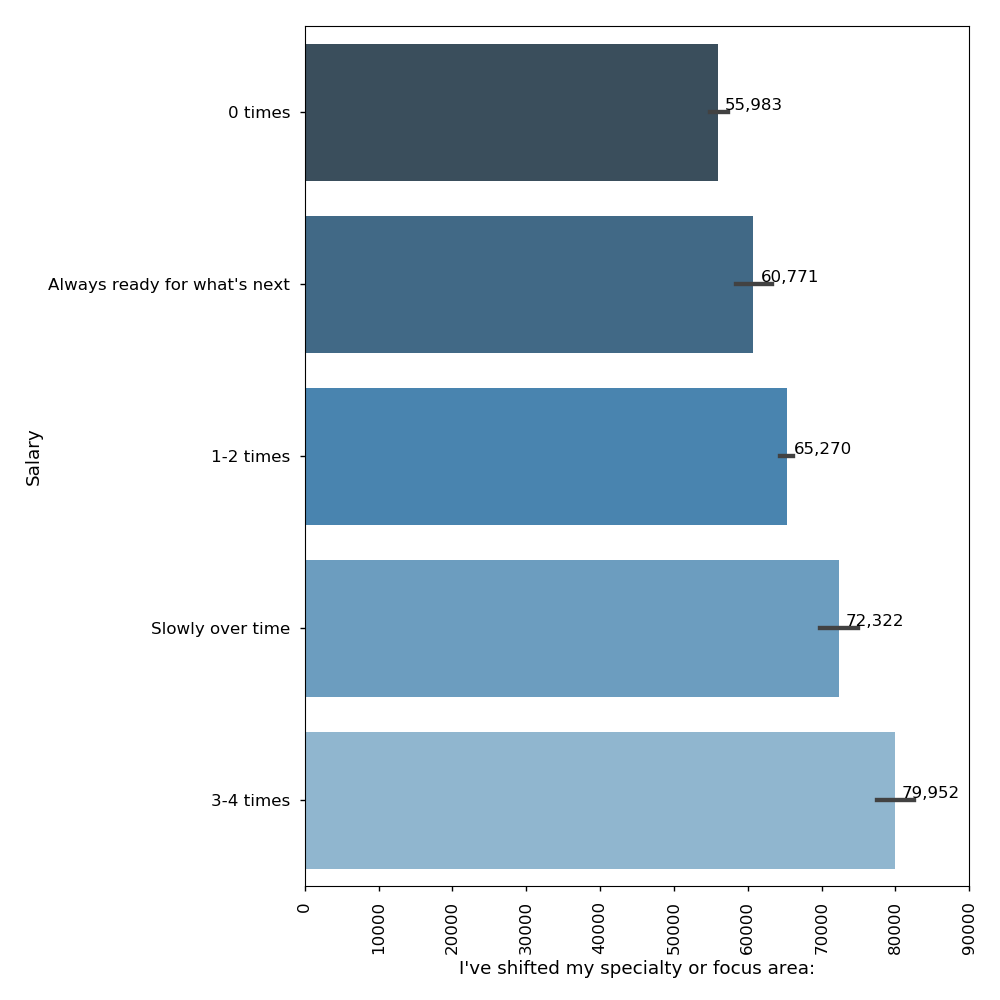 0 times
55,983
Always ready for what's next
60,771
Salary
1-2 times
65,270
Slowly over time
72,322
3-4 times
79,952
0
10000
20000
30000
40000
50000
60000
70000
80000
90000
I've shifted my specialty or focus area: